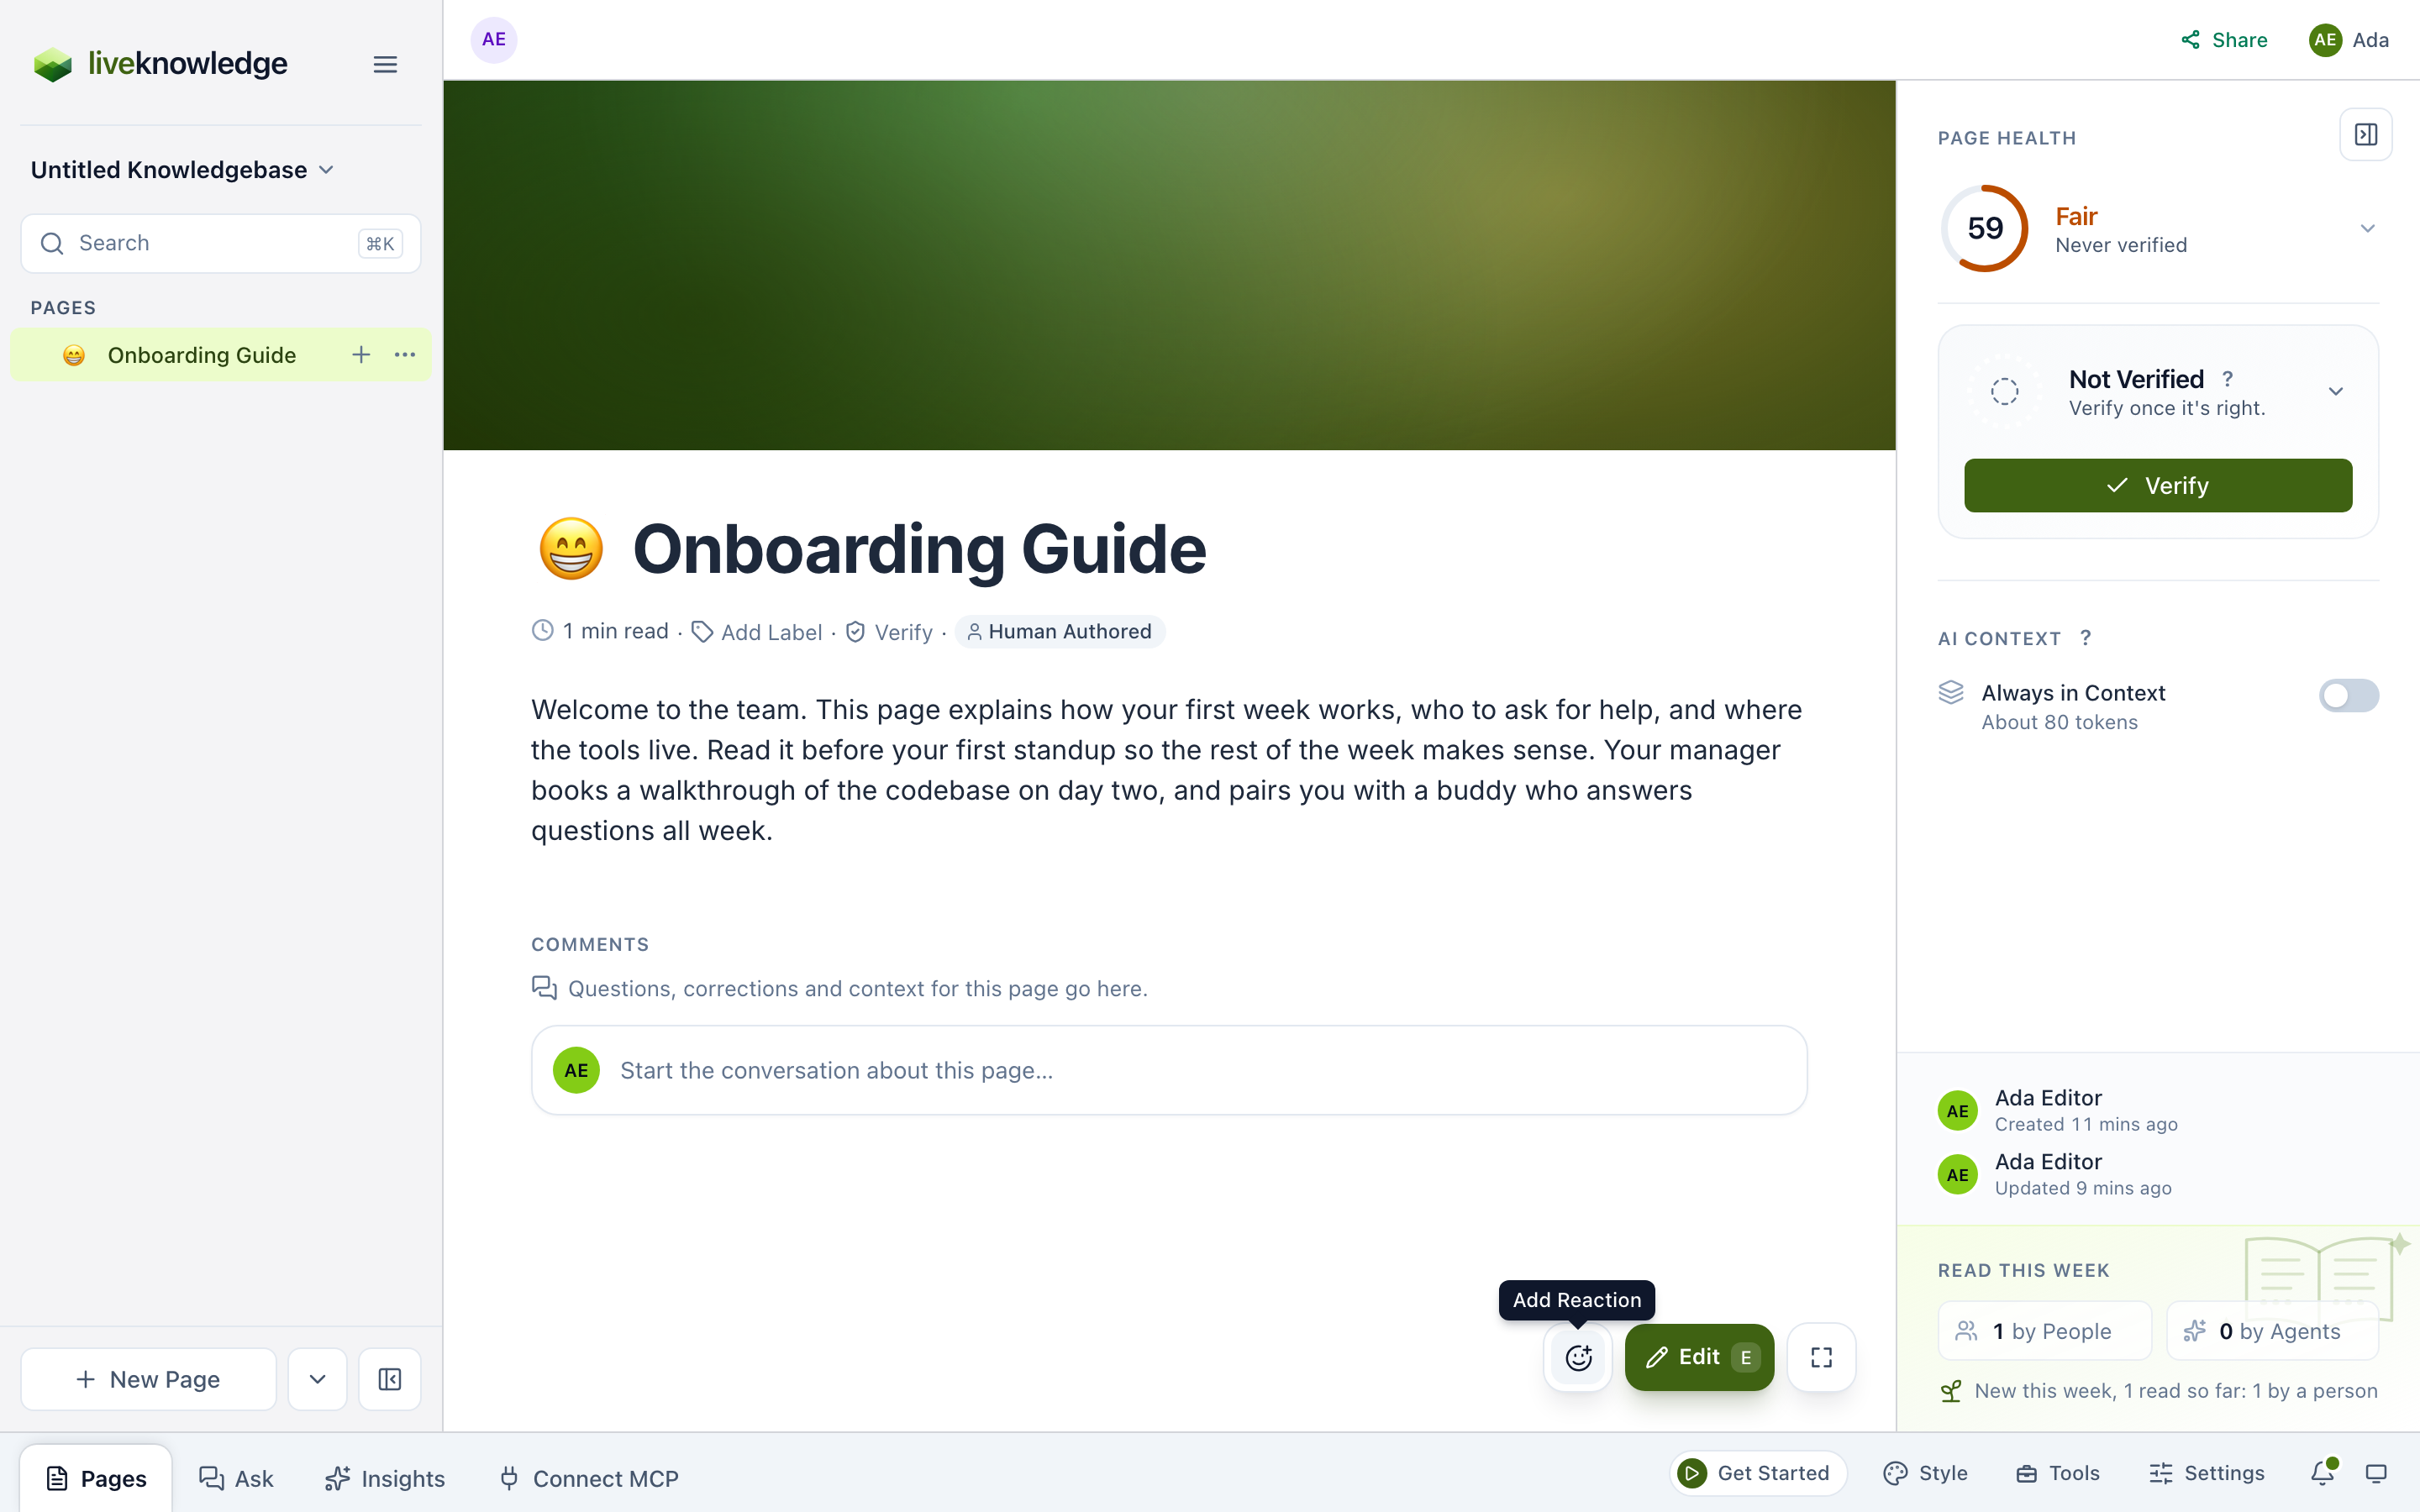 liveknowledge
Untitled Knowledgebase
Search
⌘K
PAGES
Onboarding Guide
New Page
AE
Share
AE
Ada
Onboarding Guide
1 min read · Add Label · Verify · Human Authored
Welcome to the team. This page explains how your first week works, who to ask for help, and where
the tools live. Read it before your first standup so the rest of the week makes sense. Your manager
books a walkthrough of the codebase on day two, and pairs you with a buddy who answers
questions all week.
COMMENTS
Questions, corrections and context for this page go here.
AE
Start the conversation about this page...
Add Reaction
Edit E
PAGE HEALTH
59
Fair
Never verified
Not Verified ?
Verify once it's right.
Verify
AI CONTEXT ?
Always in Context
About 80 tokens
AE
Ada Editor
Created 11 mins ago
AE
Ada Editor
Updated 9 mins ago
READ THIS WEEK
1 by People
0 by Agents
New this week, 1 read so far: 1 by a person
Pages
Ask
Insights
Connect MCP
Get Started
Style
Tools
Settings